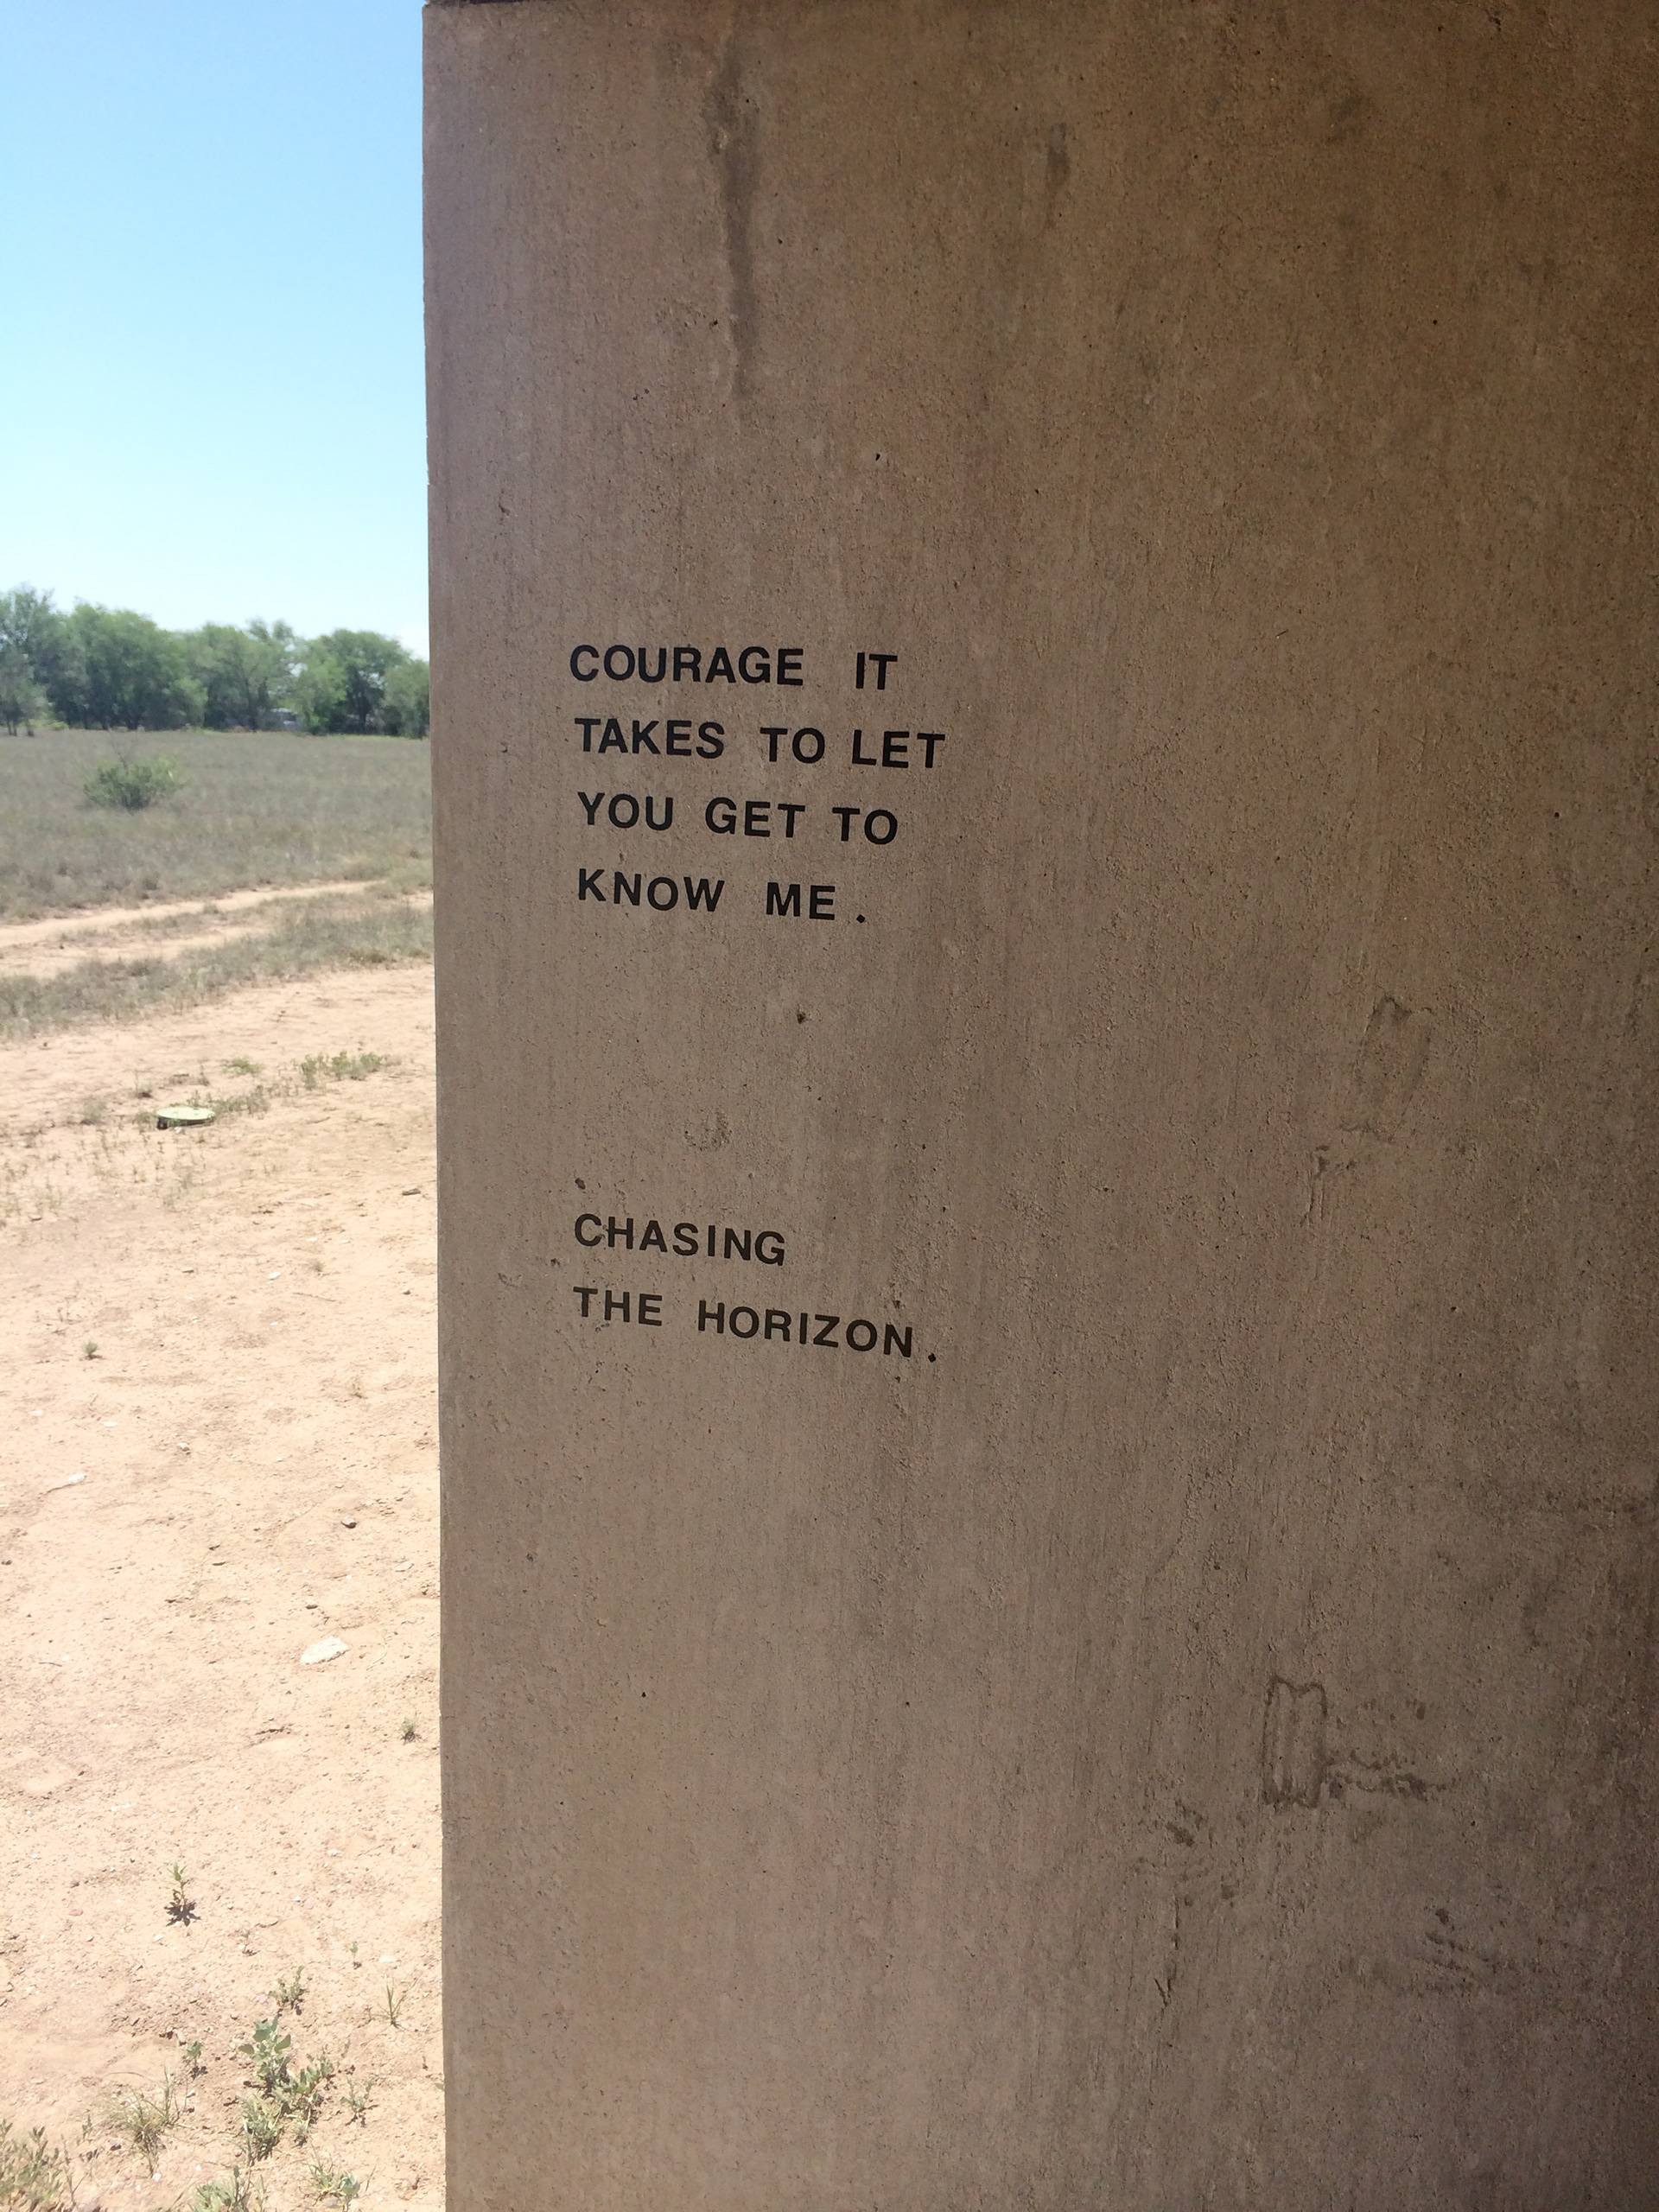 COURAGE IT
TAKES TO LET
YOU GET TO
KNOW ME.
CHASING
THE HORIZON.